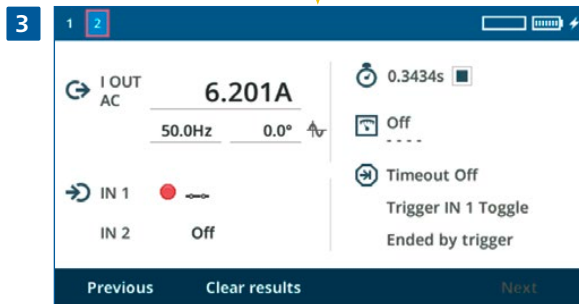 3
1 2
I OUT
AC
6.201A
50.0Hz 0.0°
IN 1
IN 2 Off
0.3434s
Off
- - - -
Timeout Off
Trigger IN 1 Toggle
Ended by trigger
Previous Clear results Next